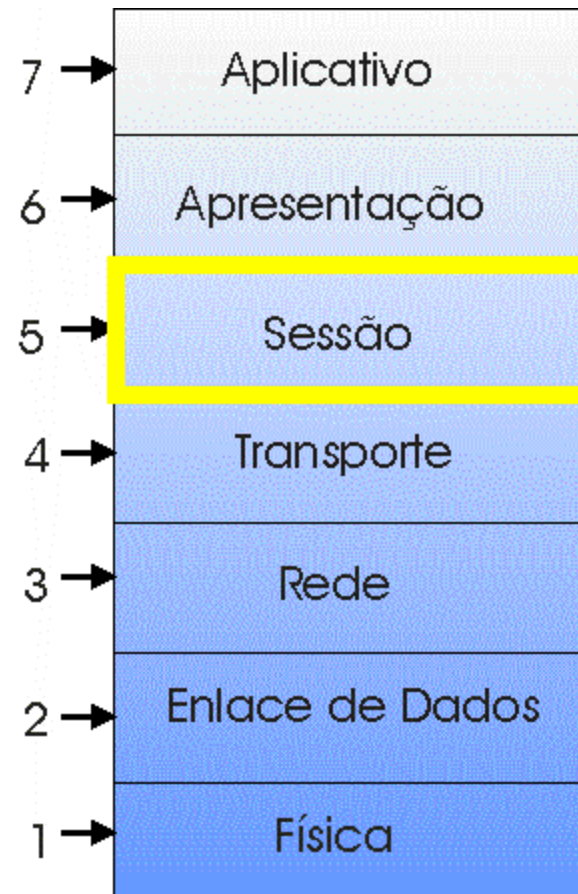 7 Aplicativo
6 Apresentação
5 Sessão
4 Transporte
3 Rede
2 Enlace de Dados
1 Física